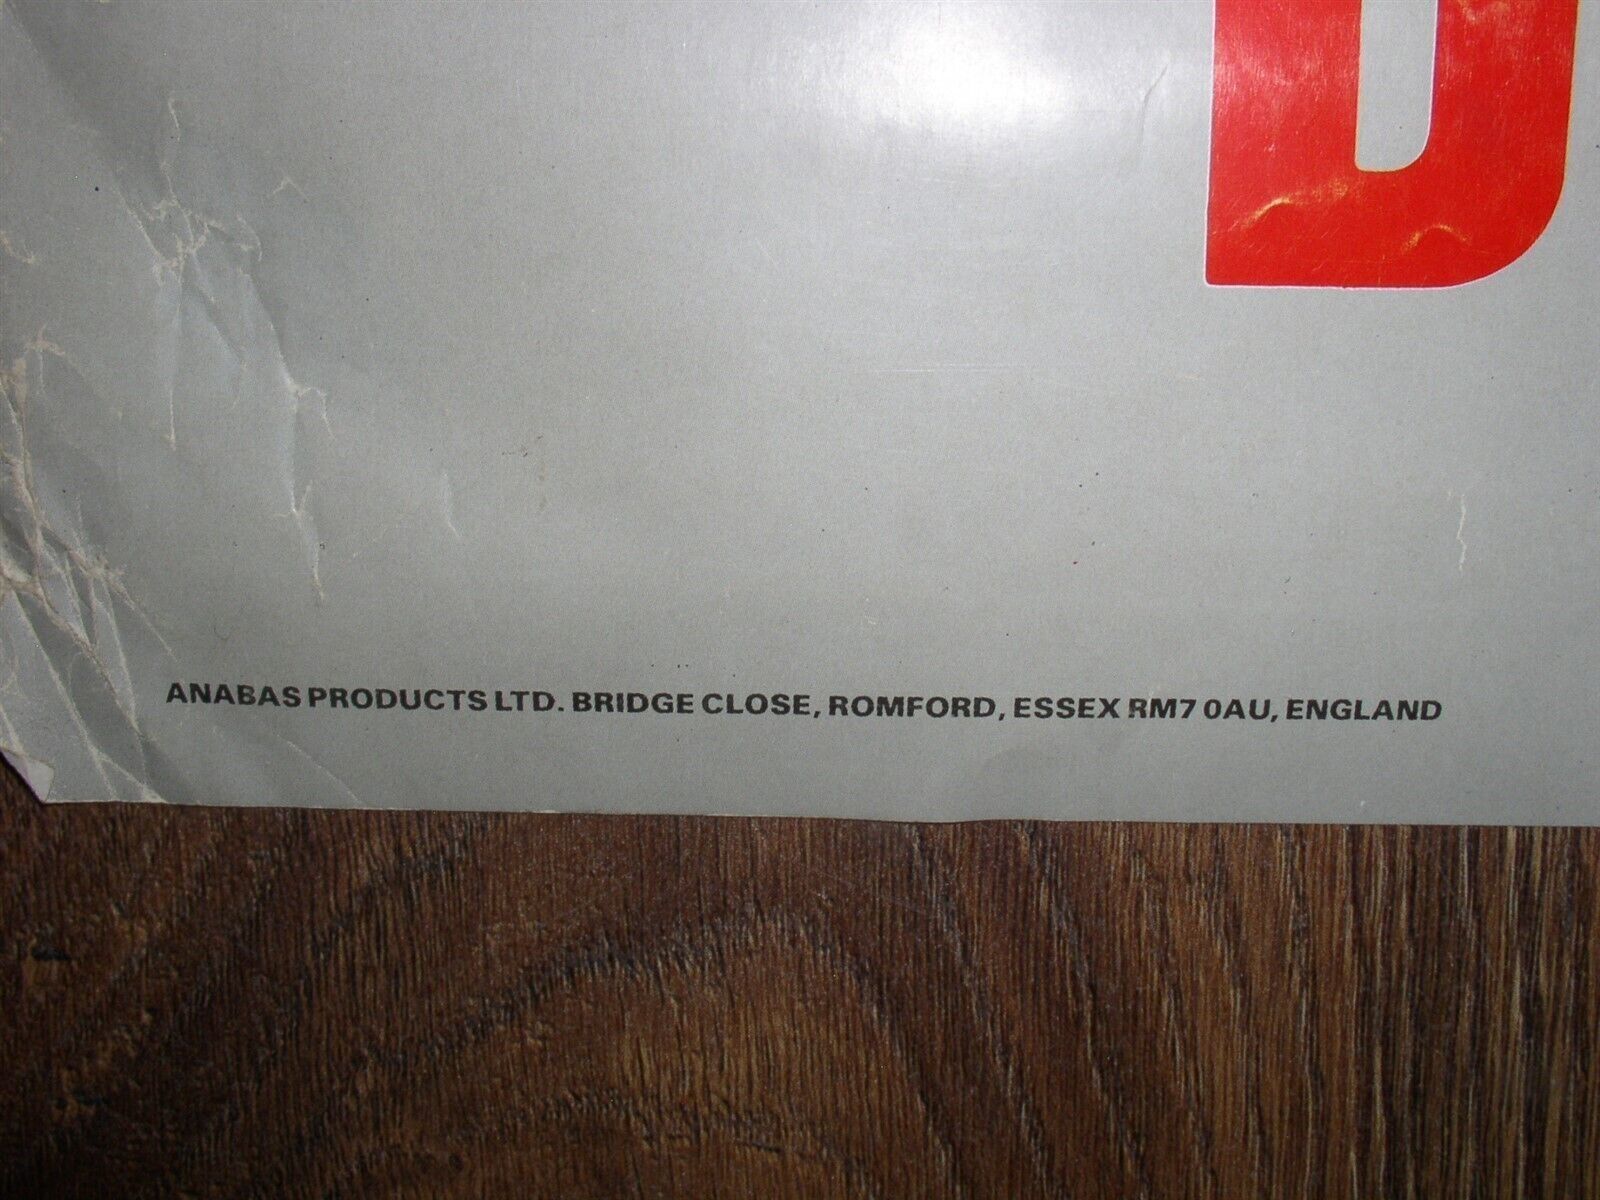 D
ANABAS PRODUCTS LTD. BRIDGE CLOSE, ROMFORD, ESSEX RM7 0AU, ENGLAND